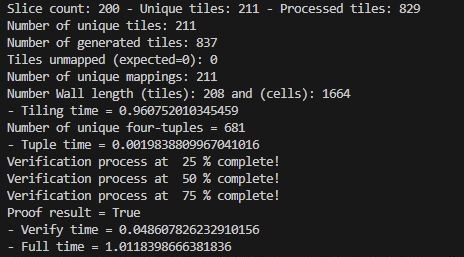 Slice count: 200 - Unique tiles: 211 - Processed tiles: 829
Number of unique tiles: 211
Number of generated tiles: 837
Tiles unmapped (expected=0): 0
Number of unique mappings: 211
Number Wall length (tiles): 208 and (cells): 1664
- Tiling time = 0.960752010345459
Number of unique four-tuples = 681
- Tuple time = 0.0019838809967041016
Verification process at  25 % complete!
Verification process at  50 % complete!
Verification process at  75 % complete!
Proof result = True
- Verify time = 0.048607826232910156
- Full time = 1.0118398666381836